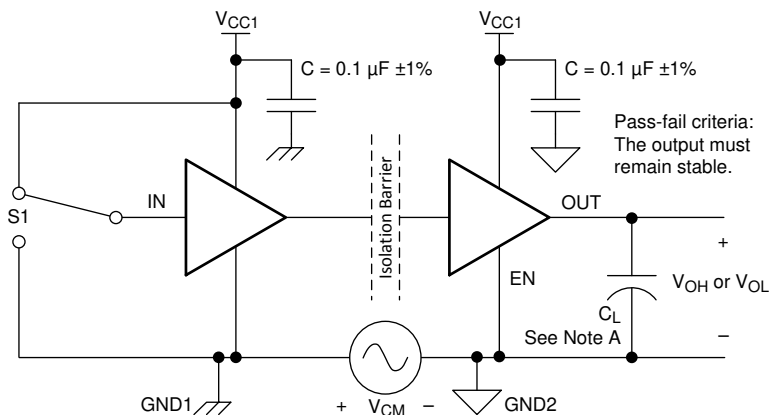 VCC1
VCC1
C = 0.1 µF ±1%
C = 0.1 µF ±1%
Pass-fail criteria:
The output must
remain stable.
S1
IN
Isolation Barrier
OUT
EN
+
VOH or VOL
CL
See Note A
–
GND1
+ VCM –
GND2